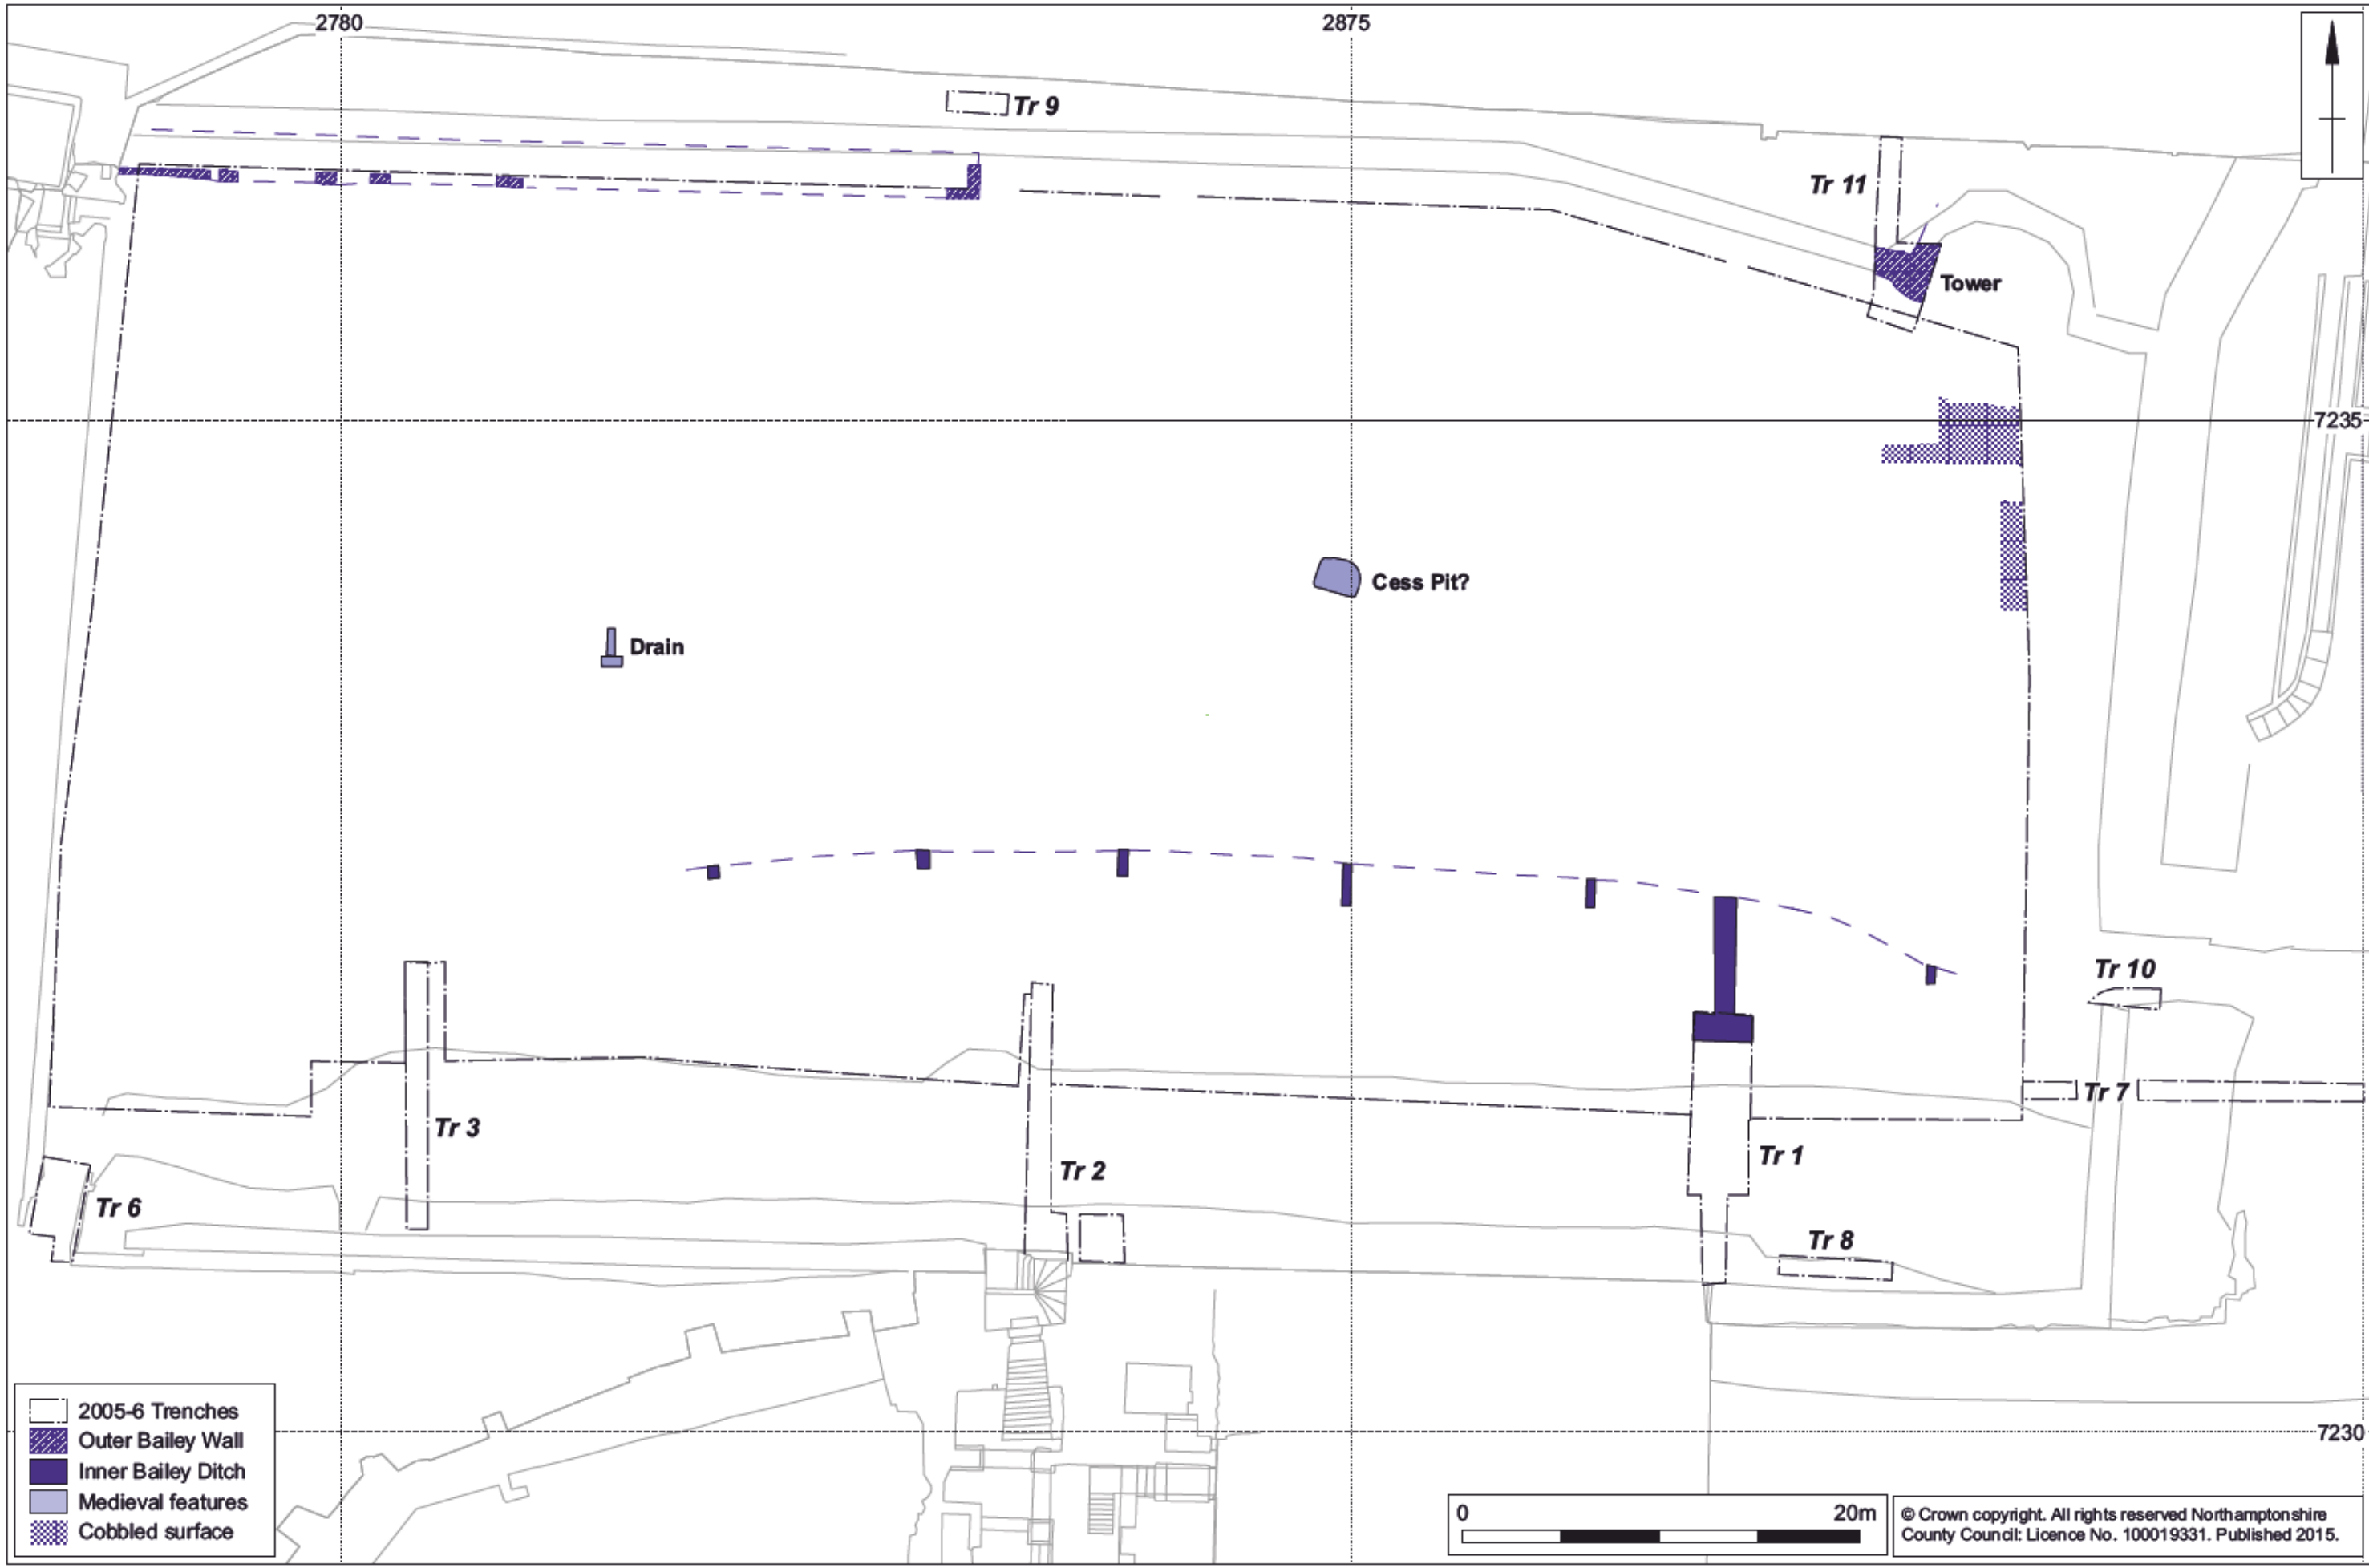 2780
2875
Tr 9
Tr 11
Tower
7235
Cess Pit?
Drain
Tr 10
Tr 7
Tr 3
Tr 1
Tr 2
Tr 6
Tr 8
2005-6 Trenches
Outer Bailey Wall
Inner Bailey Ditch
Medieval features
Cobbled surface
7230
0 20m
© Crown copyright. All rights reserved Northamptonshire
County Council: Licence No. 100019331. Published 2015.